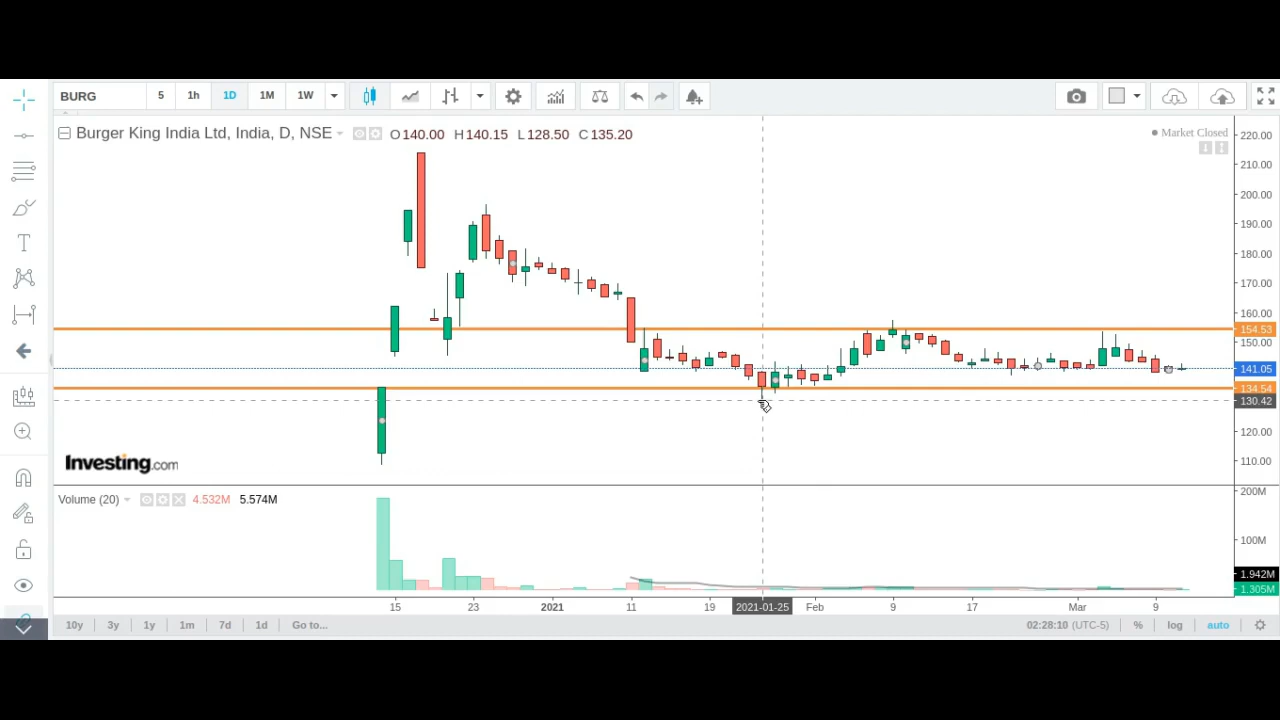 BURG 5 1h 1D 1M 1W
Burger King India Ltd, India, D, NSE O140.00 H140.15 L128.50 C135.20
Market Closed
220.00
210.00
200.00
190.00
180.00
170.00
160.00
154.53
150.00
141.05
134.54
130.42
120.00
110.00
Investing.com
Volume (20) 4.532M 5.574M
200M
100M
1.942M
1.305M
15 23 2021 11 19 2021-01-25 Feb 9 17 Mar 9
10y 3y 1y 1m 7d 1d Go to... 02:28:10 (UTC-5) % log auto